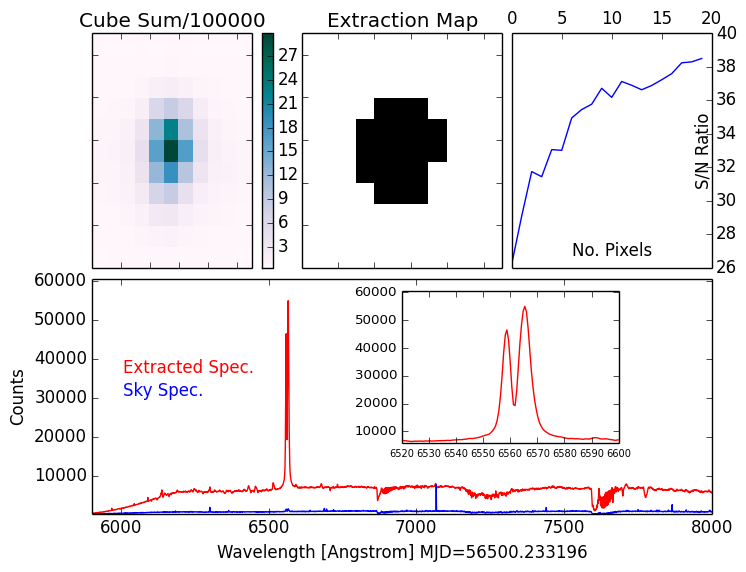 Cube Sum/100000
27
24
21
18
15
12
9
6
3
Extraction Map
0 5 10 15 20
40
38
36
34
32
30
28
26
S/N Ratio
No. Pixels
60000
50000
40000
30000
20000
10000
Counts
Extracted Spec.
Sky Spec.
60000
50000
40000
30000
20000
10000
6520 6530 6540 6550 6560 6570 6580 6590 6600
6000 6500 7000 7500 8000
Wavelength [Angstrom] MJD=56500.233196